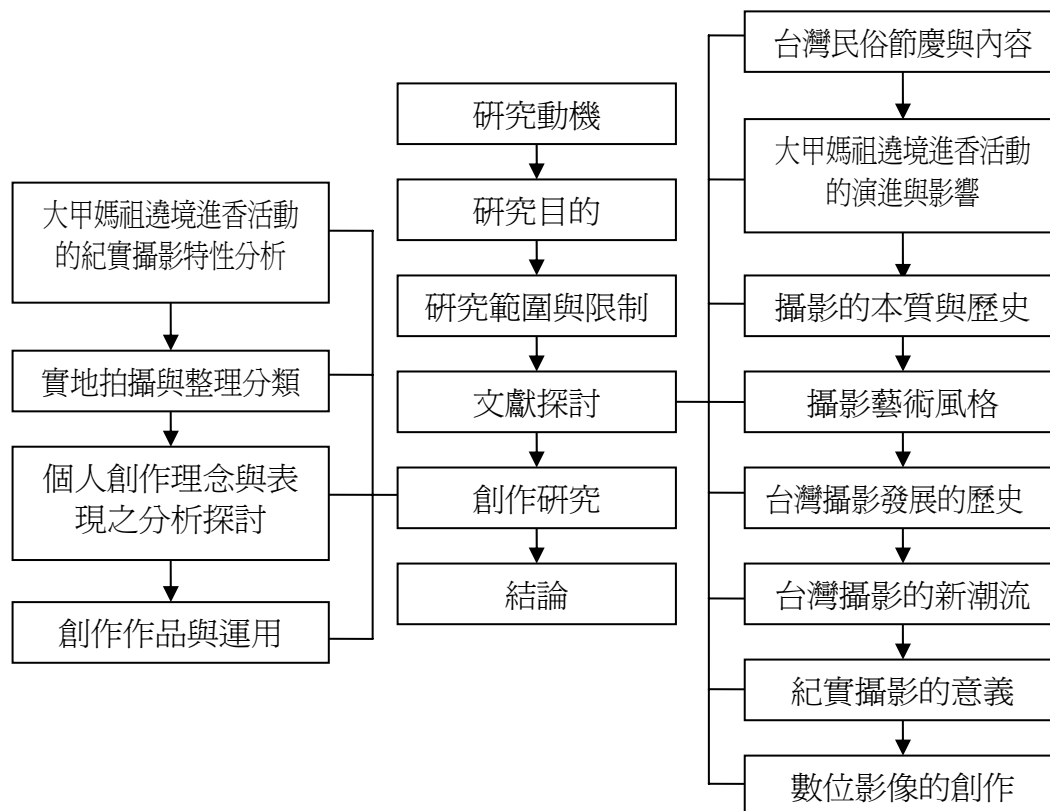 大甲媽祖遶境進香活動
的紀實攝影特性分析
實地拍攝與整理分類
個人創作理念與表
現之分析探討
創作作品與運用
研究動機
研究目的
研究範圍與限制
文獻探討
創作研究
結論
台灣民俗節慶與內容
大甲媽祖遶境進香活動
的演進與影響
攝影的本質與歷史
攝影藝術風格
台灣攝影發展的歷史
台灣攝影的新潮流
紀實攝影的意義
數位影像的創作